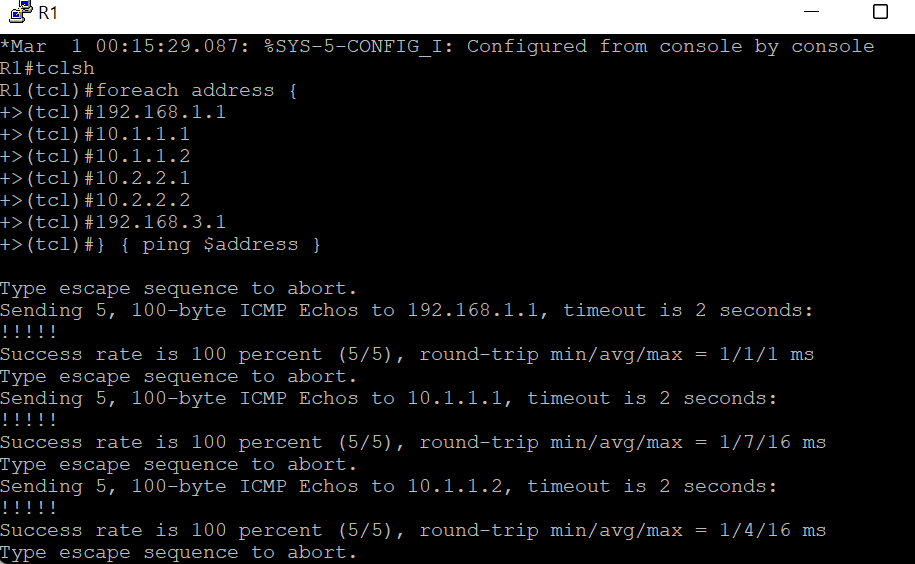 R1
*Mar  1 00:15:29.087: %SYS-5-CONFIG_I: Configured from console by console
R1#tclsh
R1(tcl)#foreach address {
+>(tcl)#192.168.1.1
+>(tcl)#10.1.1.1
+>(tcl)#10.1.1.2
+>(tcl)#10.2.2.1
+>(tcl)#10.2.2.2
+>(tcl)#192.168.3.1
+>(tcl)#} { ping $address }
Type escape sequence to abort.
Sending 5, 100-byte ICMP Echos to 192.168.1.1, timeout is 2 seconds:
!!!!!
Success rate is 100 percent (5/5), round-trip min/avg/max = 1/1/1 ms
Type escape sequence to abort.
Sending 5, 100-byte ICMP Echos to 10.1.1.1, timeout is 2 seconds:
!!!!!
Success rate is 100 percent (5/5), round-trip min/avg/max = 1/7/16 ms
Type escape sequence to abort.
Sending 5, 100-byte ICMP Echos to 10.1.1.2, timeout is 2 seconds:
!!!!!
Success rate is 100 percent (5/5), round-trip min/avg/max = 1/4/16 ms
Type escape sequence to abort.